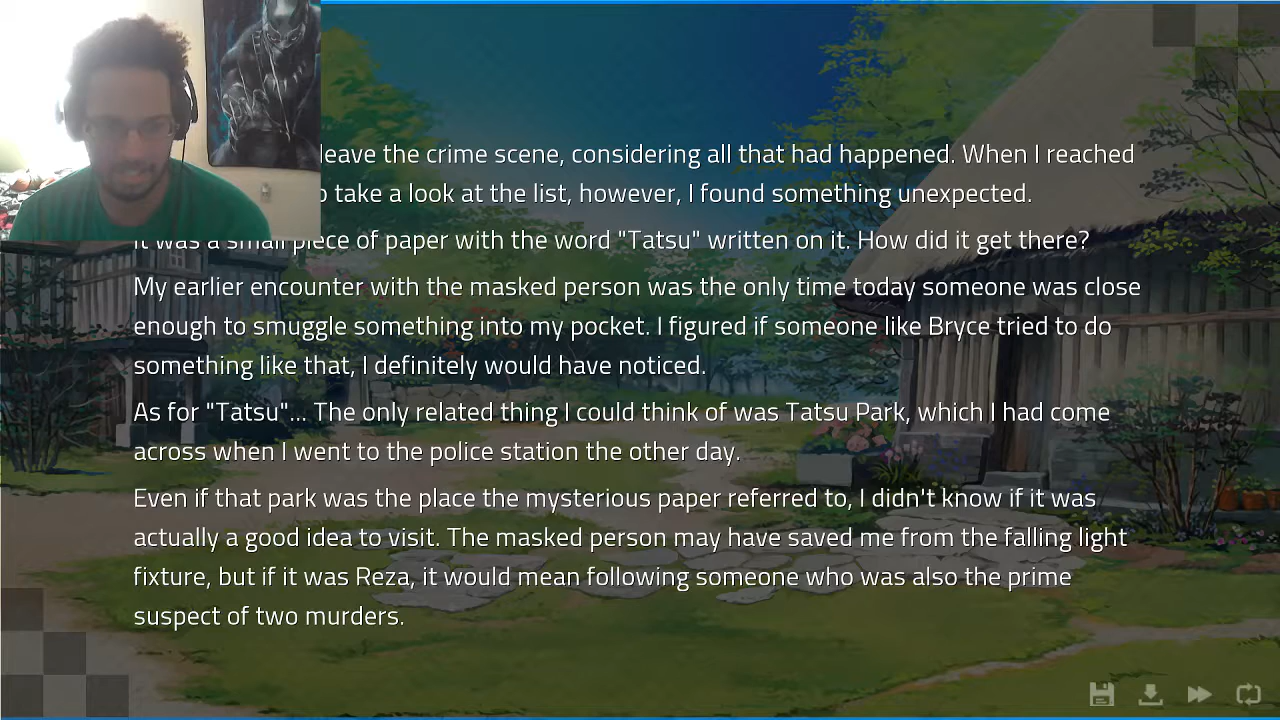 leave the crime scene, considering all that had happened. When I reached
take a look at the list, however, I found something unexpected.
It was a small piece of paper with the word "Tatsu" written on it. How did it get there?
My earlier encounter with the masked person was the only time today someone was close
enough to smuggle something into my pocket. I figured if someone like Bryce tried to do
something like that, I definitely would have noticed.
As for "Tatsu"... The only related thing I could think of was Tatsu Park, which I had come
across when I went to the police station the other day.
Even if that park was the place the mysterious paper referred to, I didn't know if it was
actually a good idea to visit. The masked person may have saved me from the falling light
fixture, but if it was Reza, it would mean following someone who was also the prime
suspect of two murders.